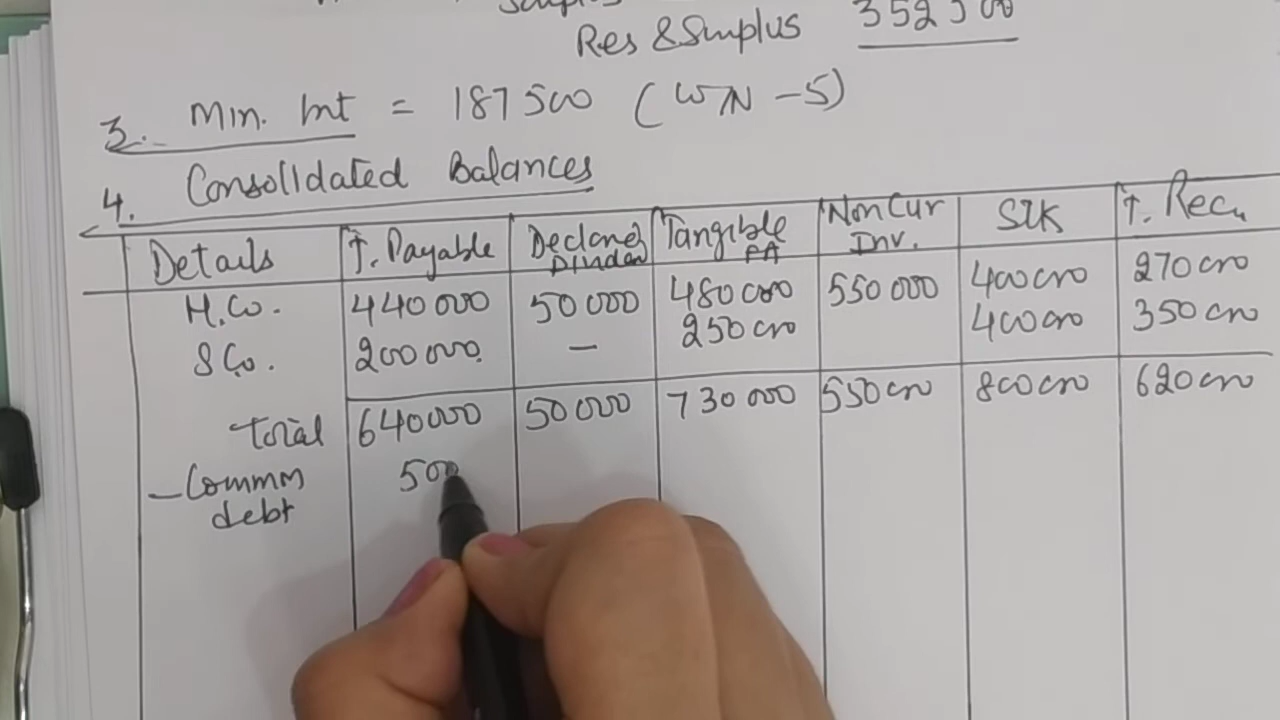 Res & Surplus 352500
3. Min. Int = 187500 (W/N - 5)
4. Consolidated Balances
Details T. Payable Declared Dividend Tangible FA Non Cur Inv. Stk T. Rec.
H. Co. 440000 50000 480000 550000 400000 270000
S Co. 200000 — 250000 400000 350000
Total 640000 50000 730000 550000 800000 620000
- Common debt 500